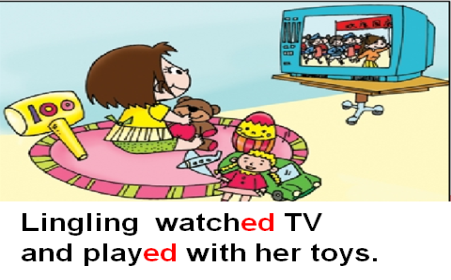 100
Lingling watched TV
and played with her toys.